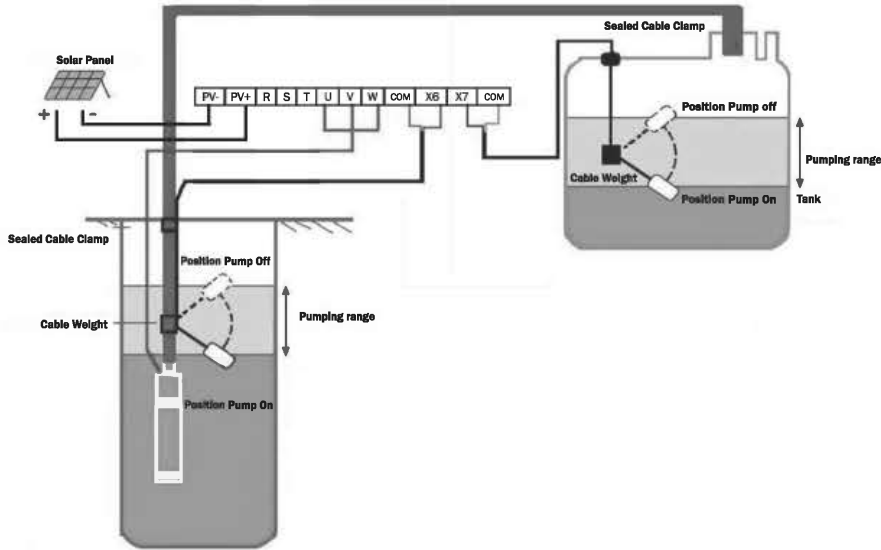 Sealed Cable Clamp
Solar Panel
+ -
PV- PV+ R S T U V W COM X6 X7 COM
Position Pump off
Pumping range
Cable Weight
Position Pump On
Tank
Sealed Cable Clamp
Position Pump Off
Pumping range
Cable Weight
Position Pump On